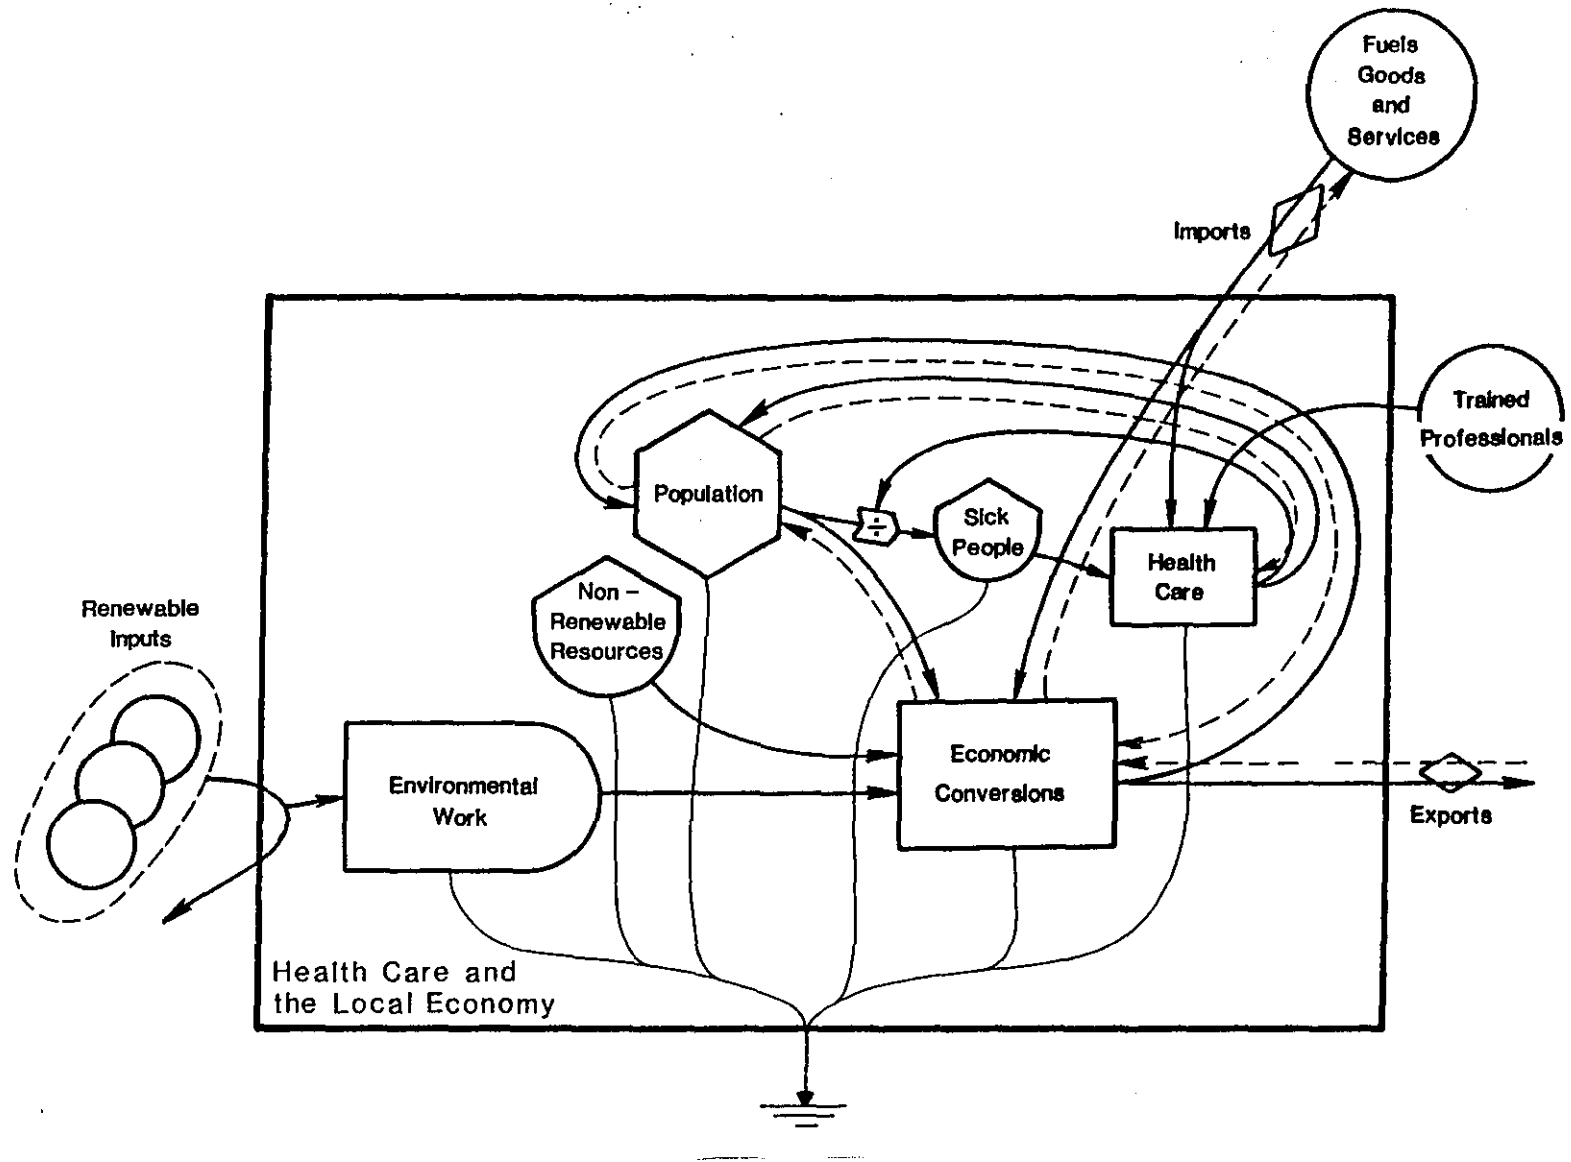 Fuels
Goods
and
Services
Imports
Trained
Professionals
Population
÷
Sick
People
Health
Care
Non –
Renewable
Resources
Renewable
Inputs
Environmental
Work
Economic
Conversions
Exports
Health Care and
the Local Economy